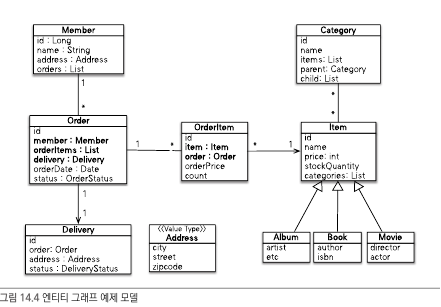 Member
id : Long
name : String
address : Address
orders : List
Category
id
name
items: List
parent: Category
child: List
1
*
*
*
Order
id
member : Member
orderItems : List
delivery : Delivery
orderDate : Date
status : OrderStatus
1
*
OrderItem
id
item : Item
order : Order
orderPrice
count
*
1
Item
id
name
price: int
stockQuantity
categories: List
1
1
Delivery
id
order: Order
address : Address
status : DeliveryStatus
《Value Type》
Address
city
street
zipcode
Album
artist
etc
Book
author
isbn
Movie
director
actor
그림 14.4 엔티티 그래프 예제 모델